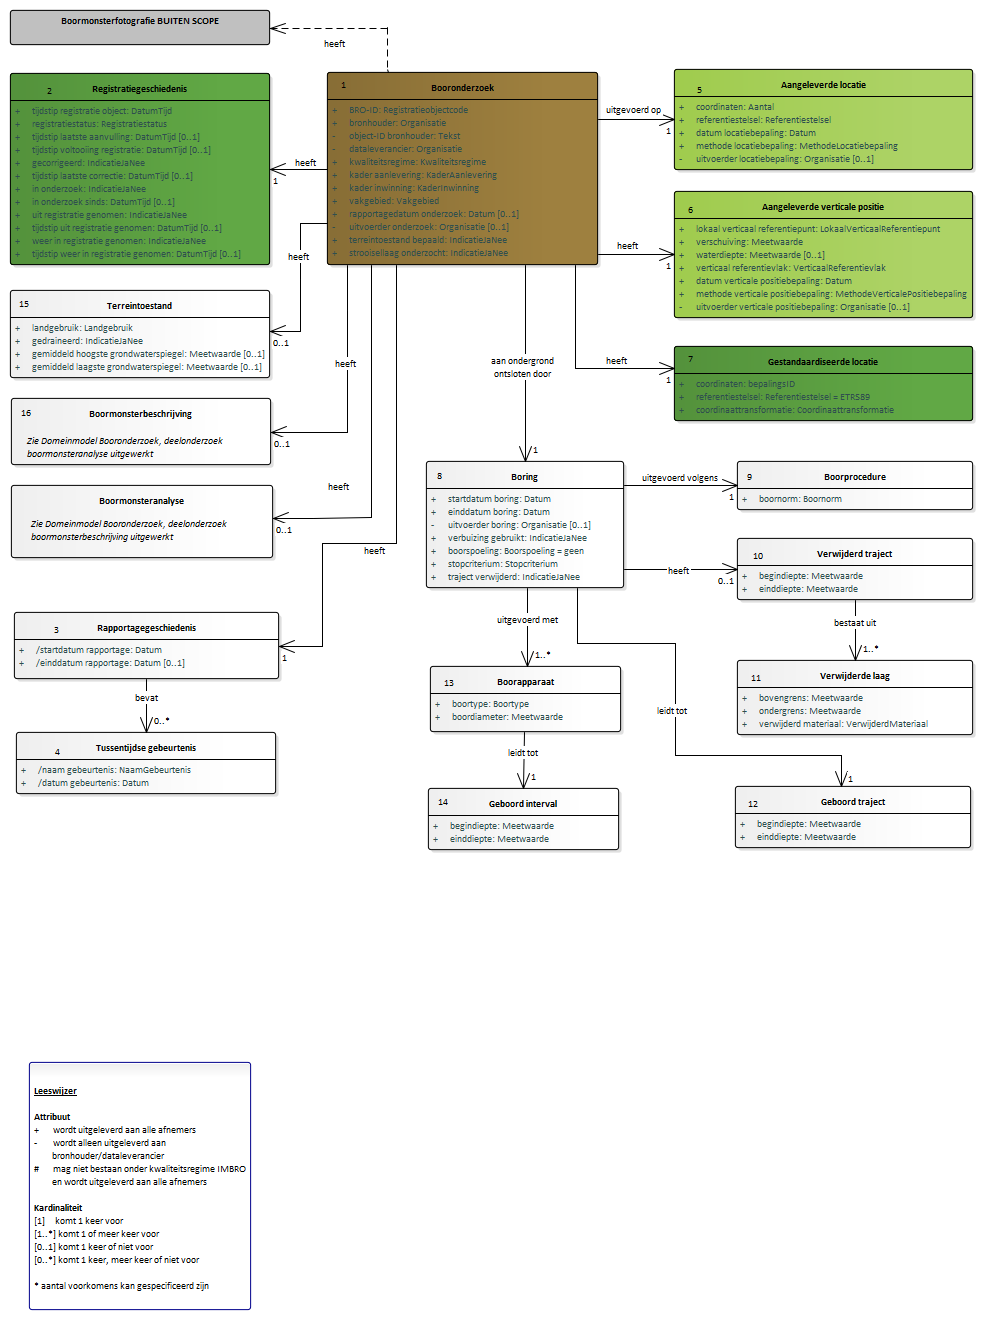 Boormonsterfotografie BUITEN SCOPE
heeft
2 Registratiegeschiedenis
+ tijdstip registratie object: DatumTijd
+ registratiestatus: Registratiestatus
+ tijdstip laatste aanvulling: DatumTijd [0..1]
+ tijdstip voltooiing registratie: DatumTijd [0..1]
+ gecorrigeerd: IndicatieJaNee
+ tijdstip laatste correctie: DatumTijd [0..1]
+ in onderzoek: IndicatieJaNee
+ in onderzoek sinds: DatumTijd [0..1]
+ uit registratie genomen: IndicatieJaNee
+ tijdstip uit registratie genomen: DatumTijd [0..1]
+ weer in registratie genomen: IndicatieJaNee
+ tijdstip weer in registratie genomen: DatumTijd [0..1]
heeft
1
1 Booronderzoek
+ BRO-ID: Registratieobjectcode
+ bronhouder: Organisatie
- object-ID bronhouder: Tekst
- dataleverancier: Organisatie
+ kwaliteitsregime: Kwaliteitsregime
+ kader aanlevering: KaderAanlevering
+ kader inwinning: KaderInwinning
+ vakgebied: Vakgebied
+ rapportagedatum onderzoek: Datum [0..1]
- uitvoerder onderzoek: Organisatie [0..1]
+ terreintoestand bepaald: IndicatieJaNee
+ strooisellaag onderzocht: IndicatieJaNee
uitgevoerd op
1
5 Aangeleverde locatie
+ coordinaten: Aantal
+ referentiestelsel: Referentiestelsel
+ datum locatiebepaling: Datum
+ methode locatiebepaling: MethodeLocatiebepaling
- uitvoerder locatiebepaling: Organisatie [0..1]
heeft
1
6 Aangeleverde verticale positie
+ lokaal verticaal referentiepunt: LokaalVerticaalReferentiepunt
+ verschuiving: Meetwaarde
+ waterdiepte: Meetwaarde [0..1]
+ verticaal referentievlak: VerticaalReferentievlak
+ datum verticale positiebepaling: Datum
+ methode verticale positiebepaling: MethodeVerticalePositiebepaling
- uitvoerder verticale positiebepaling: Organisatie [0..1]
heeft
0..1
15 Terreintoestand
+ landgebruik: Landgebruik
+ gedraineerd: IndicatieJaNee
+ gemiddeld hoogste grondwaterspiegel: Meetwaarde [0..1]
+ gemiddeld laagste grondwaterspiegel: Meetwaarde [0..1]
heeft
1
7 Gestandaardiseerde locatie
+ coordinaten: bepalingsID
+ referentiestelsel: Referentiestelsel = ETRS89
+ coordinaattransformatie: Coordinaattransformatie
heeft
0..1
16 Boormonsterbeschrijving
Zie Domeinmodel Booronderzoek, deelonderzoek
boormonsteranalyse uitgewerkt
heeft
0..1
Boormonsteranalyse
Zie Domeinmodel Booronderzoek, deelonderzoek
boormonsterbeschrijving uitgewerkt
aan ondergrond
ontsloten door
1
8 Boring
+ startdatum boring: Datum
+ einddatum boring: Datum
- uitvoerder boring: Organisatie [0..1]
+ verbuizing gebruikt: IndicatieJaNee
+ boorspoeling: Boorspoeling = geen
+ stopcriterium: Stopcriterium
+ traject verwijderd: IndicatieJaNee
uitgevoerd volgens
1
9 Boorprocedure
+ boornorm: Boornorm
heeft
0..1
10 Verwijderd traject
+ begindiepte: Meetwaarde
+ einddiepte: Meetwaarde
bestaat uit
1..*
11 Verwijderde laag
+ bovengrens: Meetwaarde
+ ondergrens: Meetwaarde
+ verwijderd materiaal: VerwijderdMateriaal
heeft
1
3 Rapportagegeschiedenis
+ /startdatum rapportage: Datum
+ /einddatum rapportage: Datum [0..1]
bevat
0..*
4 Tussentijdse gebeurtenis
+ /naam gebeurtenis: NaamGebeurtenis
+ /datum gebeurtenis: Datum
uitgevoerd met
1..*
13 Boorapparaat
+ boortype: Boortype
+ boordiameter: Meetwaarde
leidt tot
1
14 Geboord interval
+ begindiepte: Meetwaarde
+ einddiepte: Meetwaarde
leidt tot
1
12 Geboord traject
+ begindiepte: Meetwaarde
+ einddiepte: Meetwaarde
Leeswijzer
Attribuut
+ wordt uitgeleverd aan alle afnemers
- wordt alleen uitgeleverd aan
bronhouder/dataleverancier
# mag niet bestaan onder kwaliteitsregime IMBRO
en wordt uitgeleverd aan alle afnemers
Kardinaliteit
[1] komt 1 keer voor
[1..*] komt 1 of meer keer voor
[0..1] komt 1 keer of niet voor
[0..*] komt 1 keer, meer keer of niet voor
* aantal voorkomens kan gespecificeerd zijn